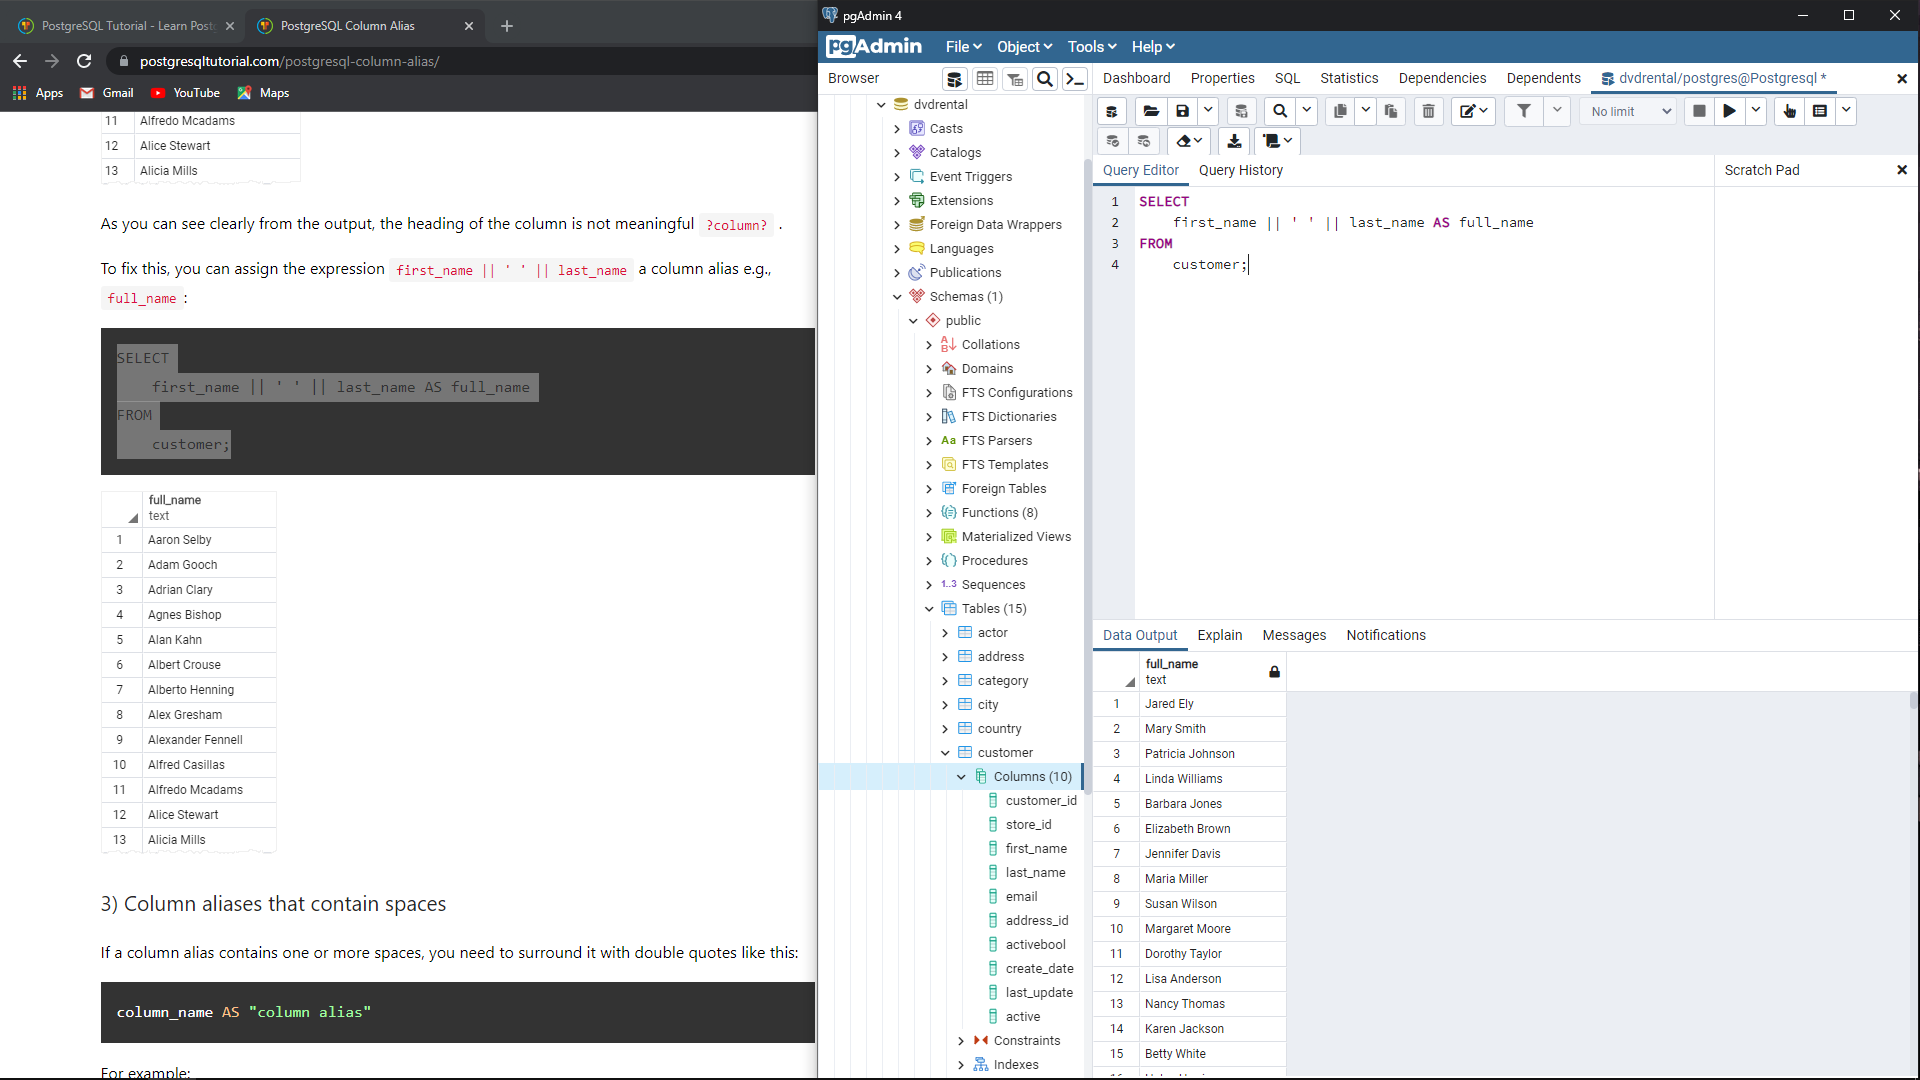 PostgreSQL Tutorial - Learn Post
PostgreSQL Column Alias
postgresqltutorial.com/postgresql-column-alias/
Apps
Gmail
YouTube
Maps
11 Alfredo Mcadams
12 Alice Stewart
13 Alicia Mills
As you can see clearly from the output, the heading of the column is not meaningful ?column? .
To fix this, you can assign the expression first_name || ' ' || last_name a column alias e.g.,
full_name :
SELECT
first_name || ' ' || last_name AS full_name
FROM
customer;
full_name
text
1 Aaron Selby
2 Adam Gooch
3 Adrian Clary
4 Agnes Bishop
5 Alan Kahn
6 Albert Crouse
7 Alberto Henning
8 Alex Gresham
9 Alexander Fennell
10 Alfred Casillas
11 Alfredo Mcadams
12 Alice Stewart
13 Alicia Mills
3) Column aliases that contain spaces
If a column alias contains one or more spaces, you need to surround it with double quotes like this:
column_name AS "column alias"
For example:
pgAdmin 4
pgAdmin
File
Object
Tools
Help
Browser
dvdrental
Casts
Catalogs
Event Triggers
Extensions
Foreign Data Wrappers
Languages
Publications
Schemas (1)
public
Collations
Domains
FTS Configurations
FTS Dictionaries
Aa FTS Parsers
FTS Templates
Foreign Tables
Functions (8)
Materialized Views
Procedures
1..3 Sequences
Tables (15)
actor
address
category
city
country
customer
Columns (10)
customer_id
store_id
first_name
last_name
email
address_id
activebool
create_date
last_update
active
Constraints
Indexes
Dashboard
Properties
SQL
Statistics
Dependencies
Dependents
dvdrental/postgres@Postgresql *
No limit
Query Editor
Query History
Scratch Pad
1 SELECT
2 first_name || ' ' || last_name AS full_name
3 FROM
4 customer;
Data Output
Explain
Messages
Notifications
full_name
text
1 Jared Ely
2 Mary Smith
3 Patricia Johnson
4 Linda Williams
5 Barbara Jones
6 Elizabeth Brown
7 Jennifer Davis
8 Maria Miller
9 Susan Wilson
10 Margaret Moore
11 Dorothy Taylor
12 Lisa Anderson
13 Nancy Thomas
14 Karen Jackson
15 Betty White